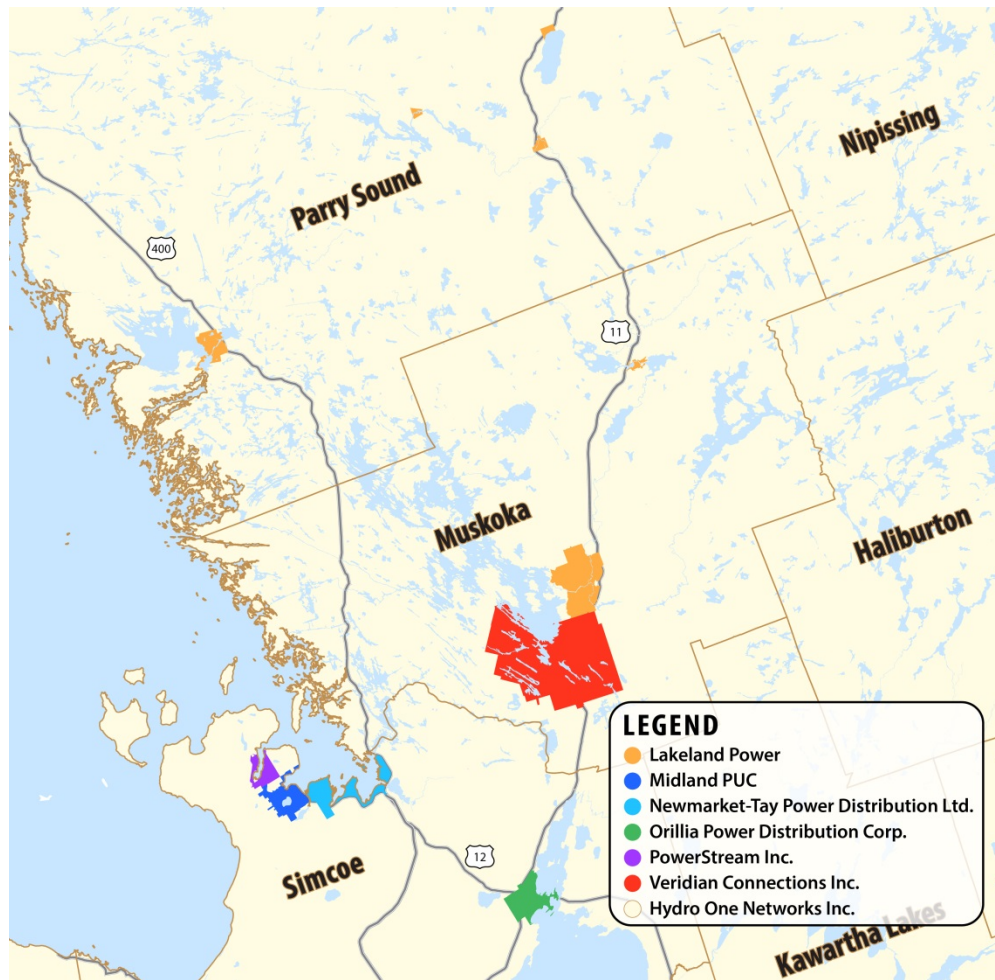 Nipissing
Parry Sound
400
11
Muskoka
Haliburton
LEGEND
Lakeland Power
Midland PUC
Newmarket-Tay Power Distribution Ltd.
Orillia Power Distribution Corp.
PowerStream Inc.
Veridian Connections Inc.
Hydro One Networks Inc.
12
Simcoe
Kawartha Lakes